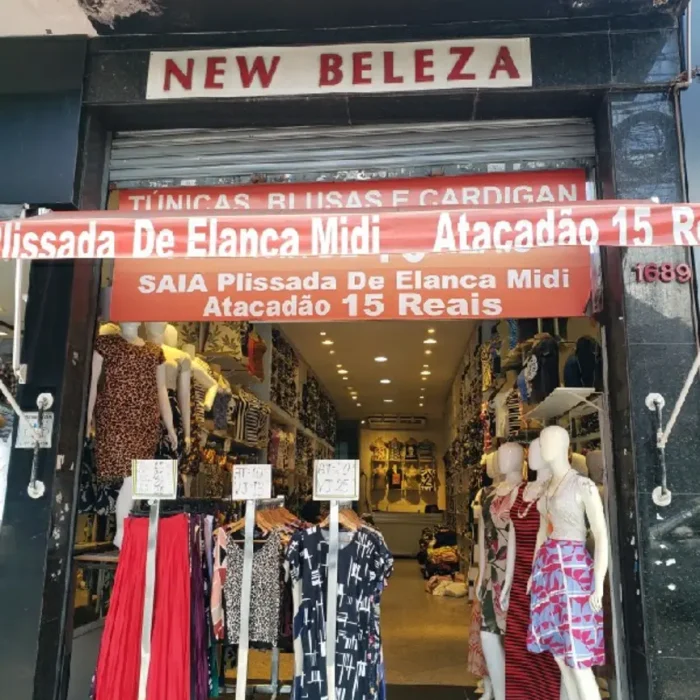 NEW BELEZA
TÚNICAS, BLUSAS E CARDIGAN
Plissada De Elanca Midi Atacadão 15 R
SAIA Plissada De Elanca Midi
Atacadão 15 Reais
1689